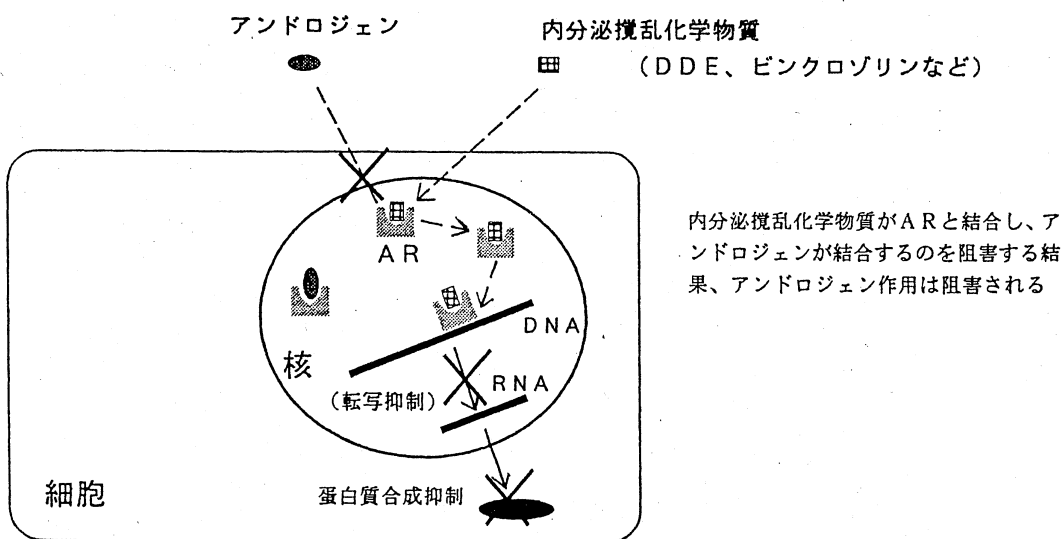 アンドロジェン
内分泌撹乱化学物質
（ＤＤＥ、ビンクロゾリンなど）
ＡＲ
内分泌撹乱化学物質がＡＲと結合し、ア
ンドロジェンが結合するのを阻害する結
果、アンドロジェン作用は阻害される
ＤＮＡ
核
ＲＮＡ
（転写抑制）
細胞
蛋白質合成抑制